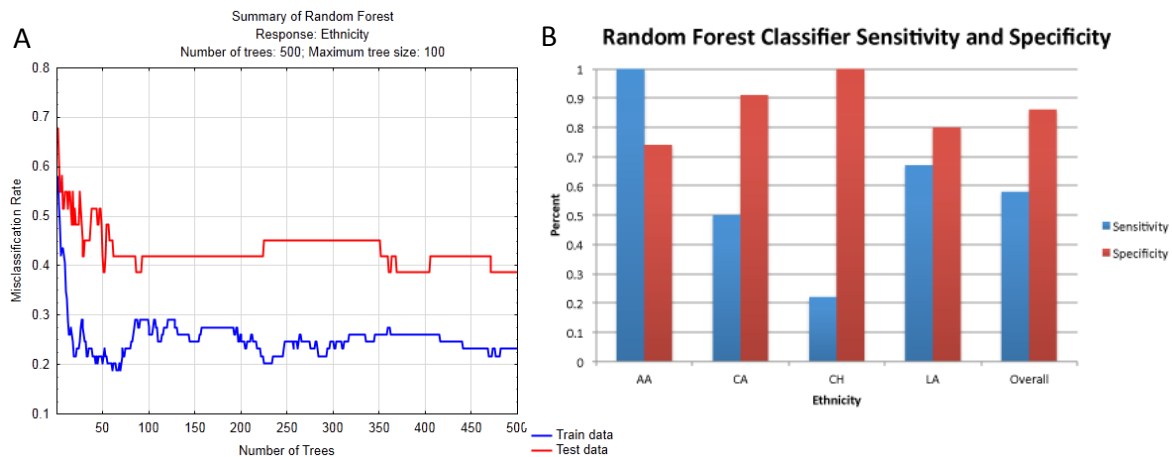 A
Summary of Random Forest
Response: Ethnicity
Number of trees: 500; Maximum tree size: 100
0.8
0.7
0.6
0.5
0.4
0.3
0.2
0.1
Misclassification Rate
50 100 150 200 250 300 350 400 450 500
Number of Trees
Train data
Test data
B
Random Forest Classifier Sensitivity and Specificity
1
0.9
0.8
0.7
0.6
0.5
0.4
0.3
0.2
0.1
0
Percent
AA CA CH LA Overall
Ethnicity
Sensitivity
Specificity